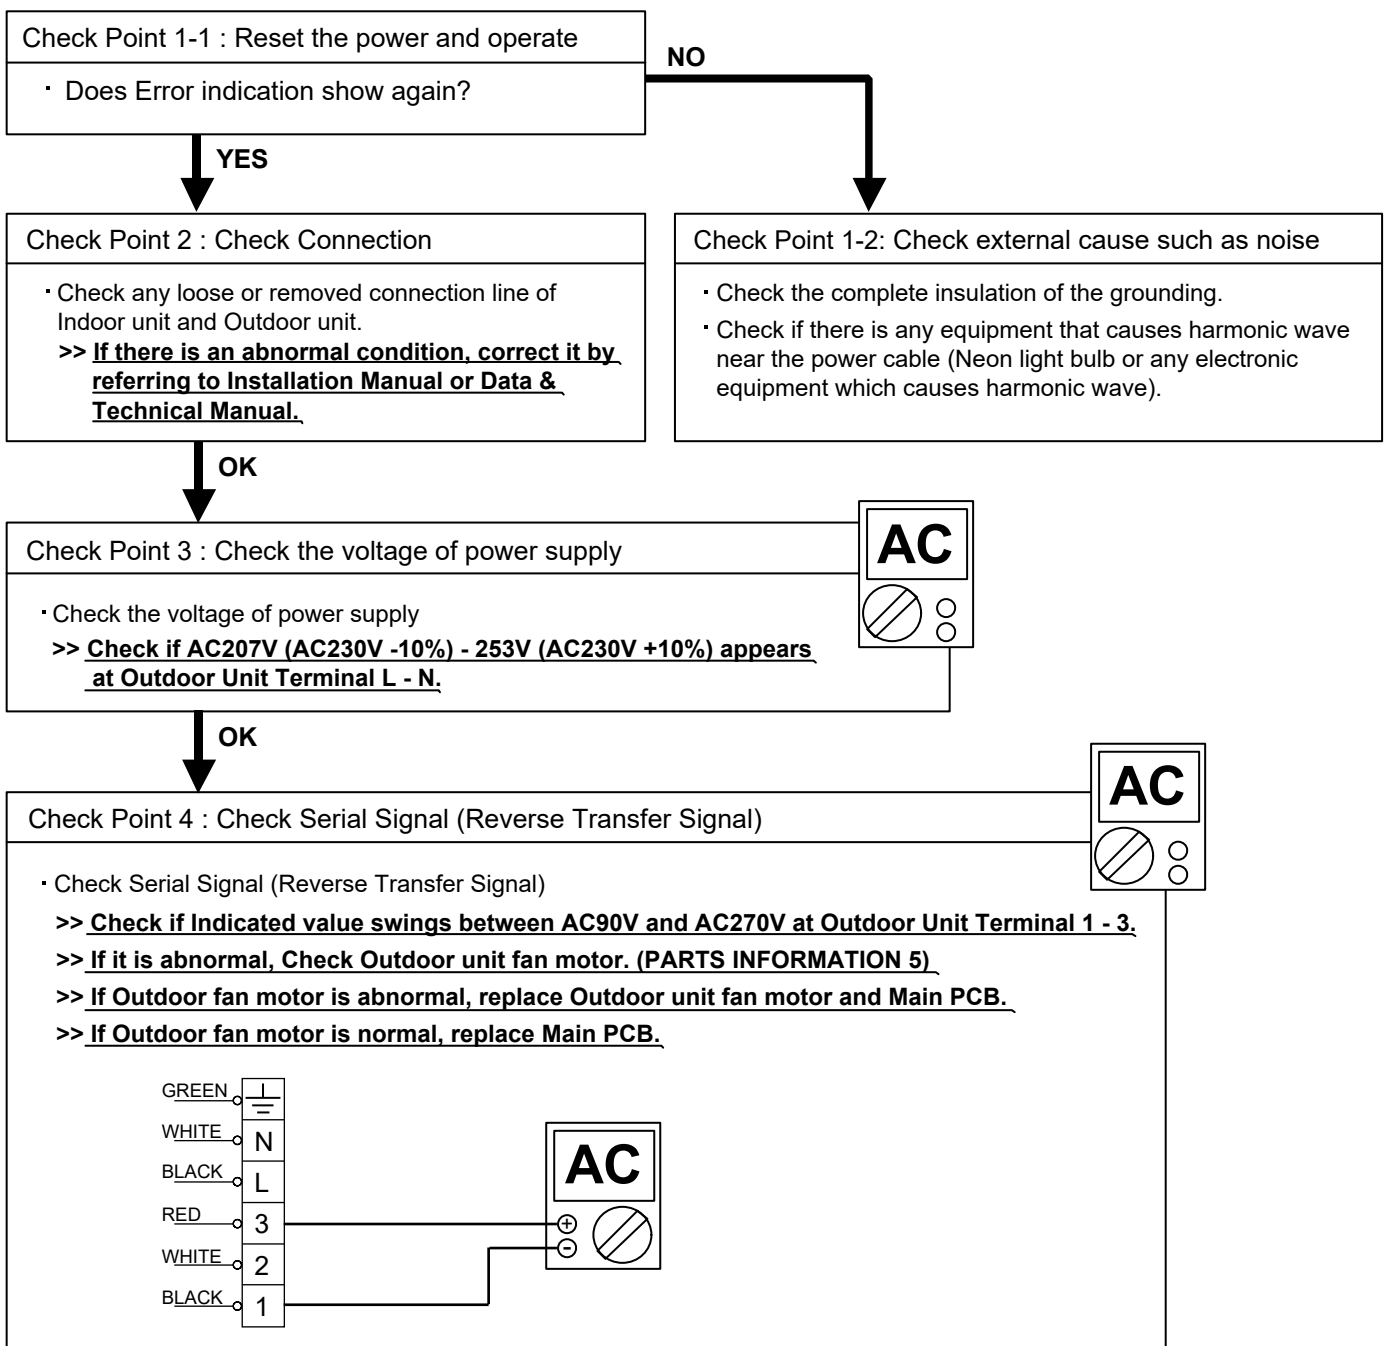 Check Point 1-1 : Reset the power and operate
· Does Error indication show again?
NO
YES
Check Point 2 : Check Connection
· Check any loose or removed connection line of
Indoor unit and Outdoor unit.
>> If there is an abnormal condition, correct it by
referring to Installation Manual or Data &
Technical Manual.
Check Point 1-2: Check external cause such as noise
· Check the complete insulation of the grounding.
· Check if there is any equipment that causes harmonic wave
near the power cable (Neon light bulb or any electronic
equipment which causes harmonic wave).
OK
Check Point 3 : Check the voltage of power supply
AC
· Check the voltage of power supply
>> Check if AC207V (AC230V -10%) - 253V (AC230V +10%) appears
at Outdoor Unit Terminal L - N.
OK
Check Point 4 : Check Serial Signal (Reverse Transfer Signal)
AC
· Check Serial Signal (Reverse Transfer Signal)
>> Check if Indicated value swings between AC90V and AC270V at Outdoor Unit Terminal 1 - 3.
>> If it is abnormal, Check Outdoor unit fan motor. (PARTS INFORMATION 5)
>> If Outdoor fan motor is abnormal, replace Outdoor unit fan motor and Main PCB.
>> If Outdoor fan motor is normal, replace Main PCB.
GREEN
WHITE N
BLACK L
RED 3
WHITE 2
BLACK 1
AC
+
-